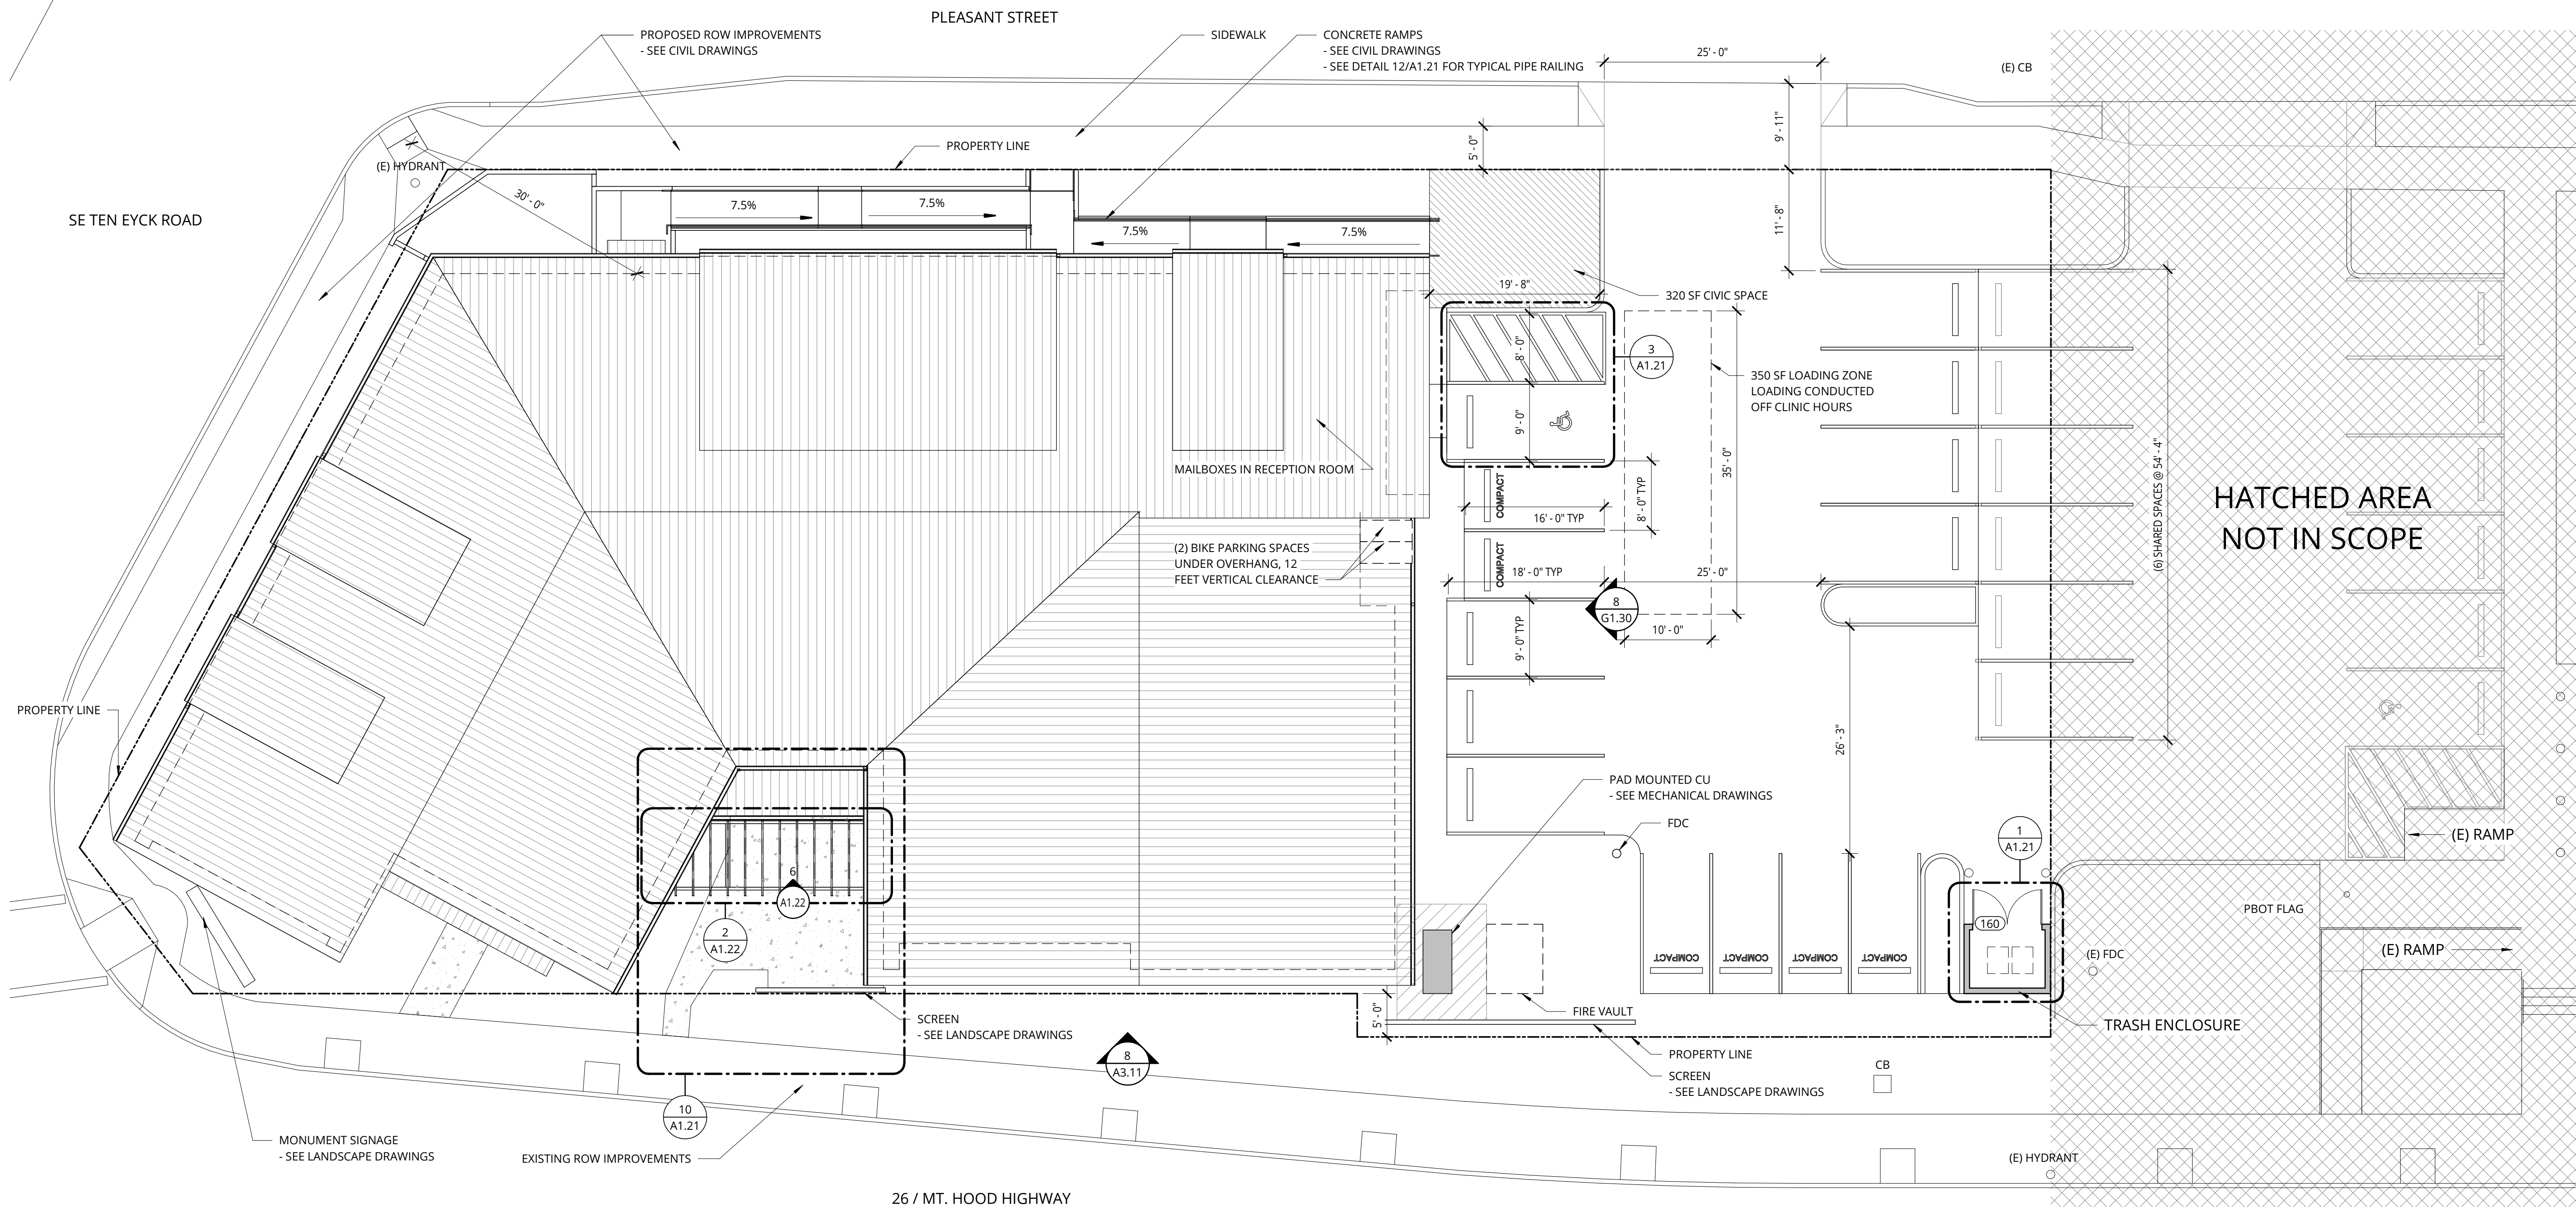 PLEASANT STREET
PROPOSED ROW IMPROVEMENTS
- SEE CIVIL DRAWINGS
SIDEWALK
CONCRETE RAMPS
- SEE CIVIL DRAWINGS
- SEE DETAIL 12/A1.21 FOR TYPICAL PIPE RAILING
25' - 0"
(E) CB
9' - 11"
5' - 0"
PROPERTY LINE
(E) HYDRANT
30' - 0"
SE TEN EYCK ROAD
7.5%
7.5%
7.5%
7.5%
11' - 8"
19' - 8"
320 SF CIVIC SPACE
8' - 0"
3
A1.21
350 SF LOADING ZONE
LOADING CONDUCTED
OFF CLINIC HOURS
9' - 0"
35' - 0"
MAILBOXES IN RECEPTION ROOM
COMPACT
16' - 0" TYP
8' - 0" TYP
(6) SHARED SPACES @ 54' - 4"
HATCHED AREA
NOT IN SCOPE
(2) BIKE PARKING SPACES
UNDER OVERHANG, 12
FEET VERTICAL CLEARANCE
COMPACT
18' - 0" TYP
25' - 0"
8
G1.30
10' - 0"
9' - 0" TYP
PROPERTY LINE
26' - 3"
PAD MOUNTED CU
- SEE MECHANICAL DRAWINGS
FDC
1
A1.21
(E) RAMP
6
A1.22
2
A1.22
160
PBOT FLAG
(E) RAMP
(E) FDC
COMPACT
COMPACT
COMPACT
COMPACT
5' - 0"
FIRE VAULT
SCREEN
- SEE LANDSCAPE DRAWINGS
TRASH ENCLOSURE
8
A3.11
PROPERTY LINE
SCREEN
- SEE LANDSCAPE DRAWINGS
CB
10
A1.21
MONUMENT SIGNAGE
- SEE LANDSCAPE DRAWINGS
EXISTING ROW IMPROVEMENTS
(E) HYDRANT
26 / MT. HOOD HIGHWAY